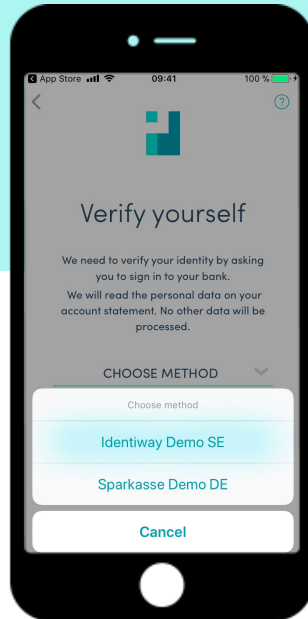 App Store 09:41 100 %
?
Verify yourself
We need to verify your identity by asking
you to sign in to your bank.
We will read the personal data on your
account statement. No other data will be
processed.
CHOOSE METHOD
Choose method
Identiway Demo SE
Sparkasse Demo DE
Cancel